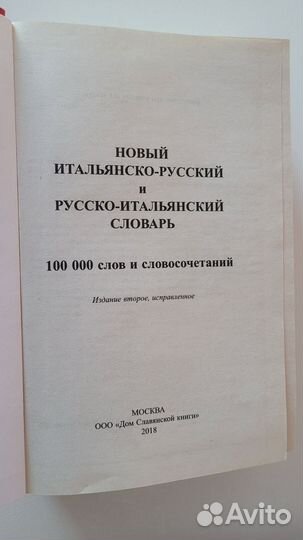 НОВЫЙ
ИТАЛЬЯНСКО-РУССКИЙ
и
РУССКО-ИТАЛЬЯНСКИЙ
СЛОВАРЬ
100 000 слов и словосочетаний
Издание второе, исправленное
МОСКВА
ООО «Дом Славянской книги»
2018
Avito